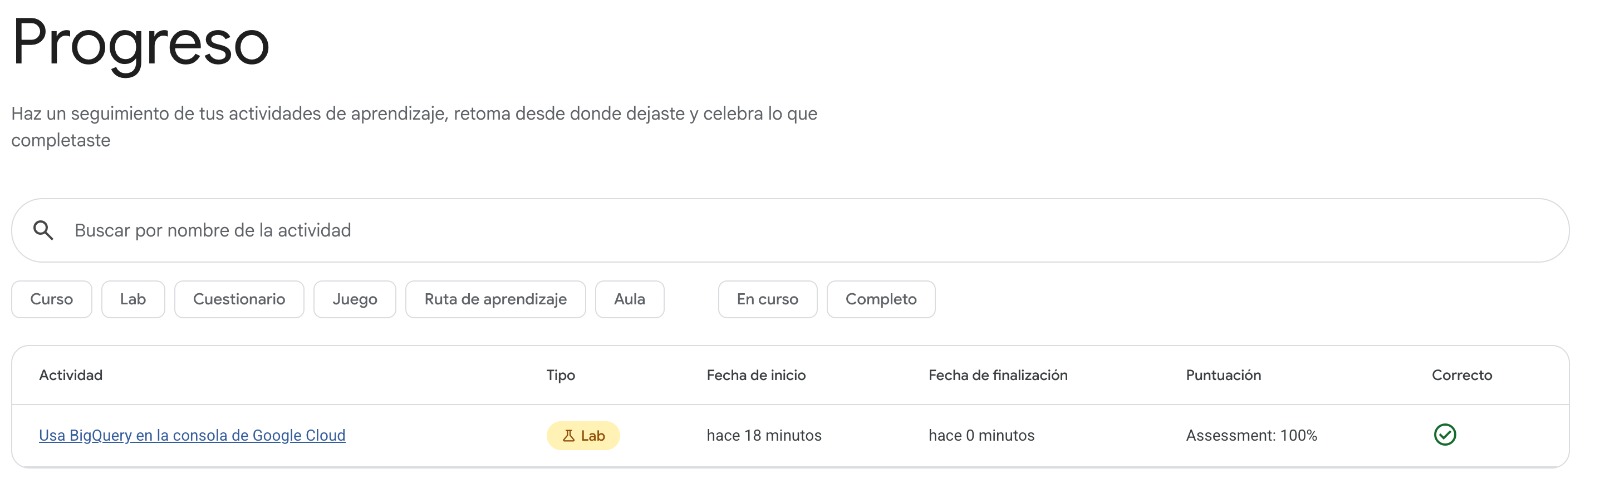 Progreso
Haz un seguimiento de tus actividades de aprendizaje, retoma desde donde dejaste y celebra lo que
completaste
Buscar por nombre de la actividad
Curso Lab Cuestionario Juego Ruta de aprendizaje Aula En curso Completo
Actividad Tipo Fecha de inicio Fecha de finalización Puntuación Correcto
Usa BigQuery en la consola de Google Cloud Lab hace 18 minutos hace 0 minutos Assessment: 100%